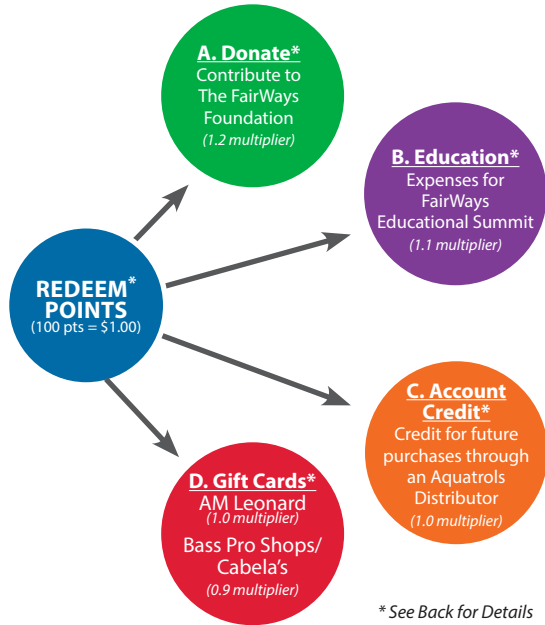 A. Donate*
Contribute to
The FairWays
Foundation
(1.2 multiplier)
B. Education*
Expenses for
FairWays
Educational Summit
(1.1 multiplier)
REDEEM*
POINTS
(100 pts = $1.00)
C. Account
Credit*
Credit for future
purchases through
an Aquatrols
Distributor
(1.0 multiplier)
D. Gift Cards*
AM Leonard
(1.0 multiplier)
Bass Pro Shops/
Cabela's
(0.9 multiplier)
* See Back for Details